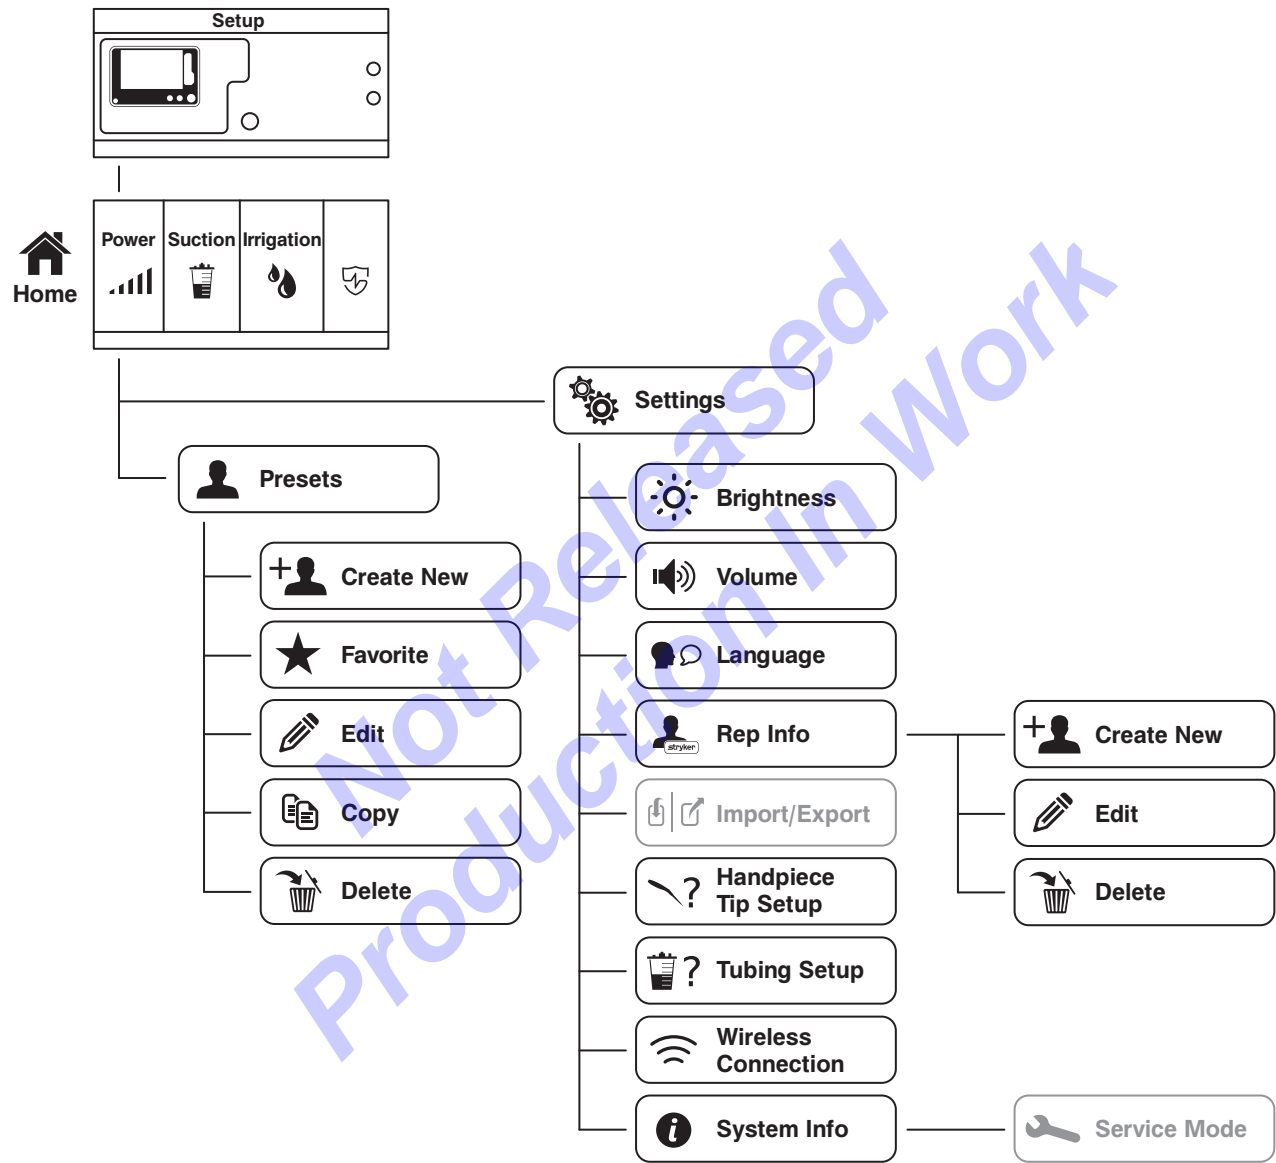 Setup
Power
Suction
Irrigation
Home
Settings
Presets
Create New
Favorite
Edit
Copy
Delete
Brightness
Volume
Language
stryker
Rep Info
Import/Export
Handpiece
Tip Setup
Tubing Setup
Wireless
Connection
System Info
Create New
Edit
Delete
Service Mode
Not Released
Production In Work